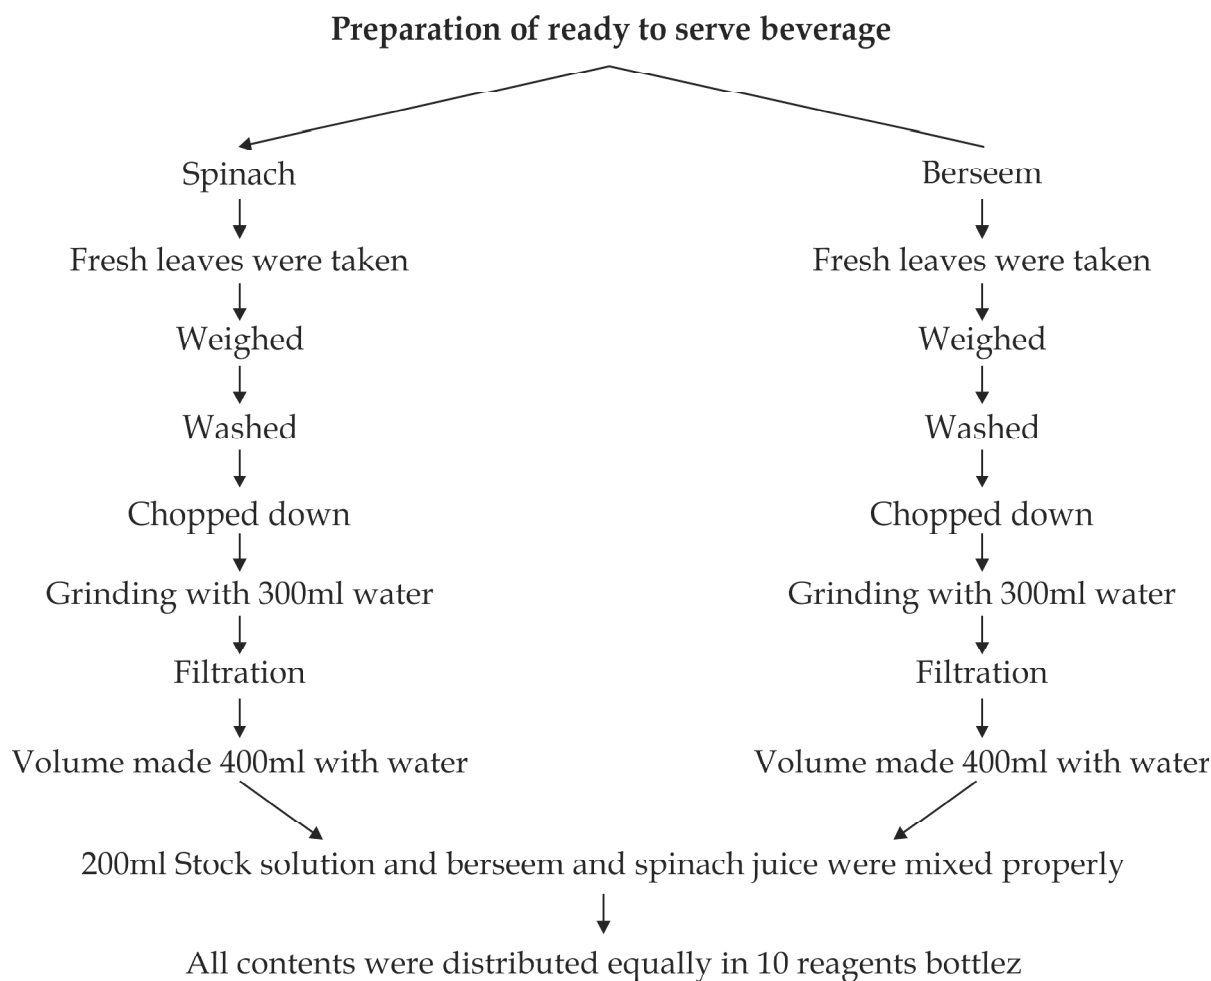 Preparation of ready to serve beverage
Spinach
Berseem
Fresh leaves were taken
Fresh leaves were taken
Weighed
Weighed
Washed
Washed
Chopped down
Chopped down
Grinding with 300ml water
Grinding with 300ml water
Filtration
Filtration
Volume made 400ml with water
Volume made 400ml with water
200ml Stock solution and berseem and spinach juice were mixed properly
All contents were distributed equally in 10 reagents bottlez